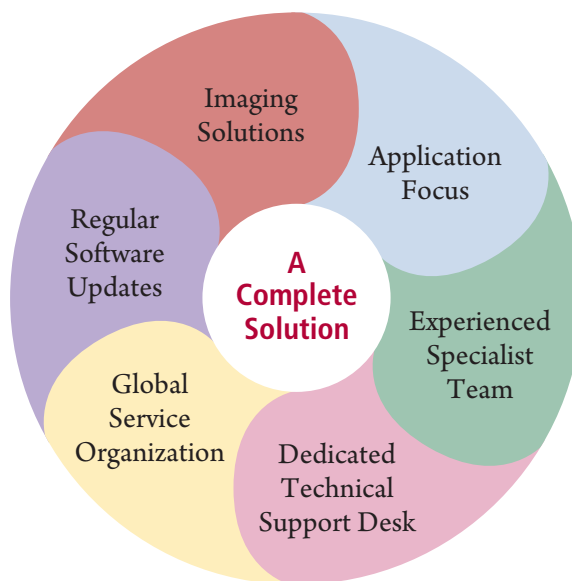 Imaging
Solutions
Application
Focus
Experienced
Specialist
Team
Dedicated
Technical
Support Desk
Global
Service
Organization
Regular
Software
Updates
A
Complete
Solution